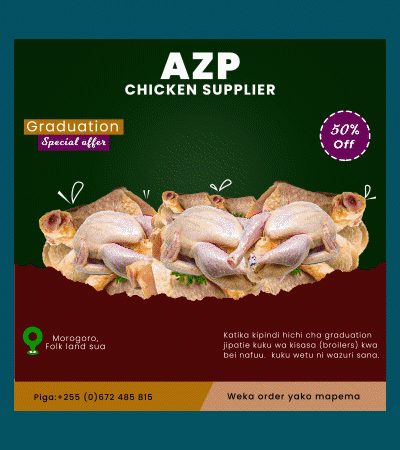 AZP
CHICKEN SUPPLIER
Graduation
Special offer
50%
Off
Morogoro,
Folk land sua
Katika kipindi hichi cha graduation
jipatie kuku wa kisasa (broilers) kwa
bei nafuu. kuku wetu ni wazuri sana.
Piga:+255 (0)672 485 815
Weka order yako mapema